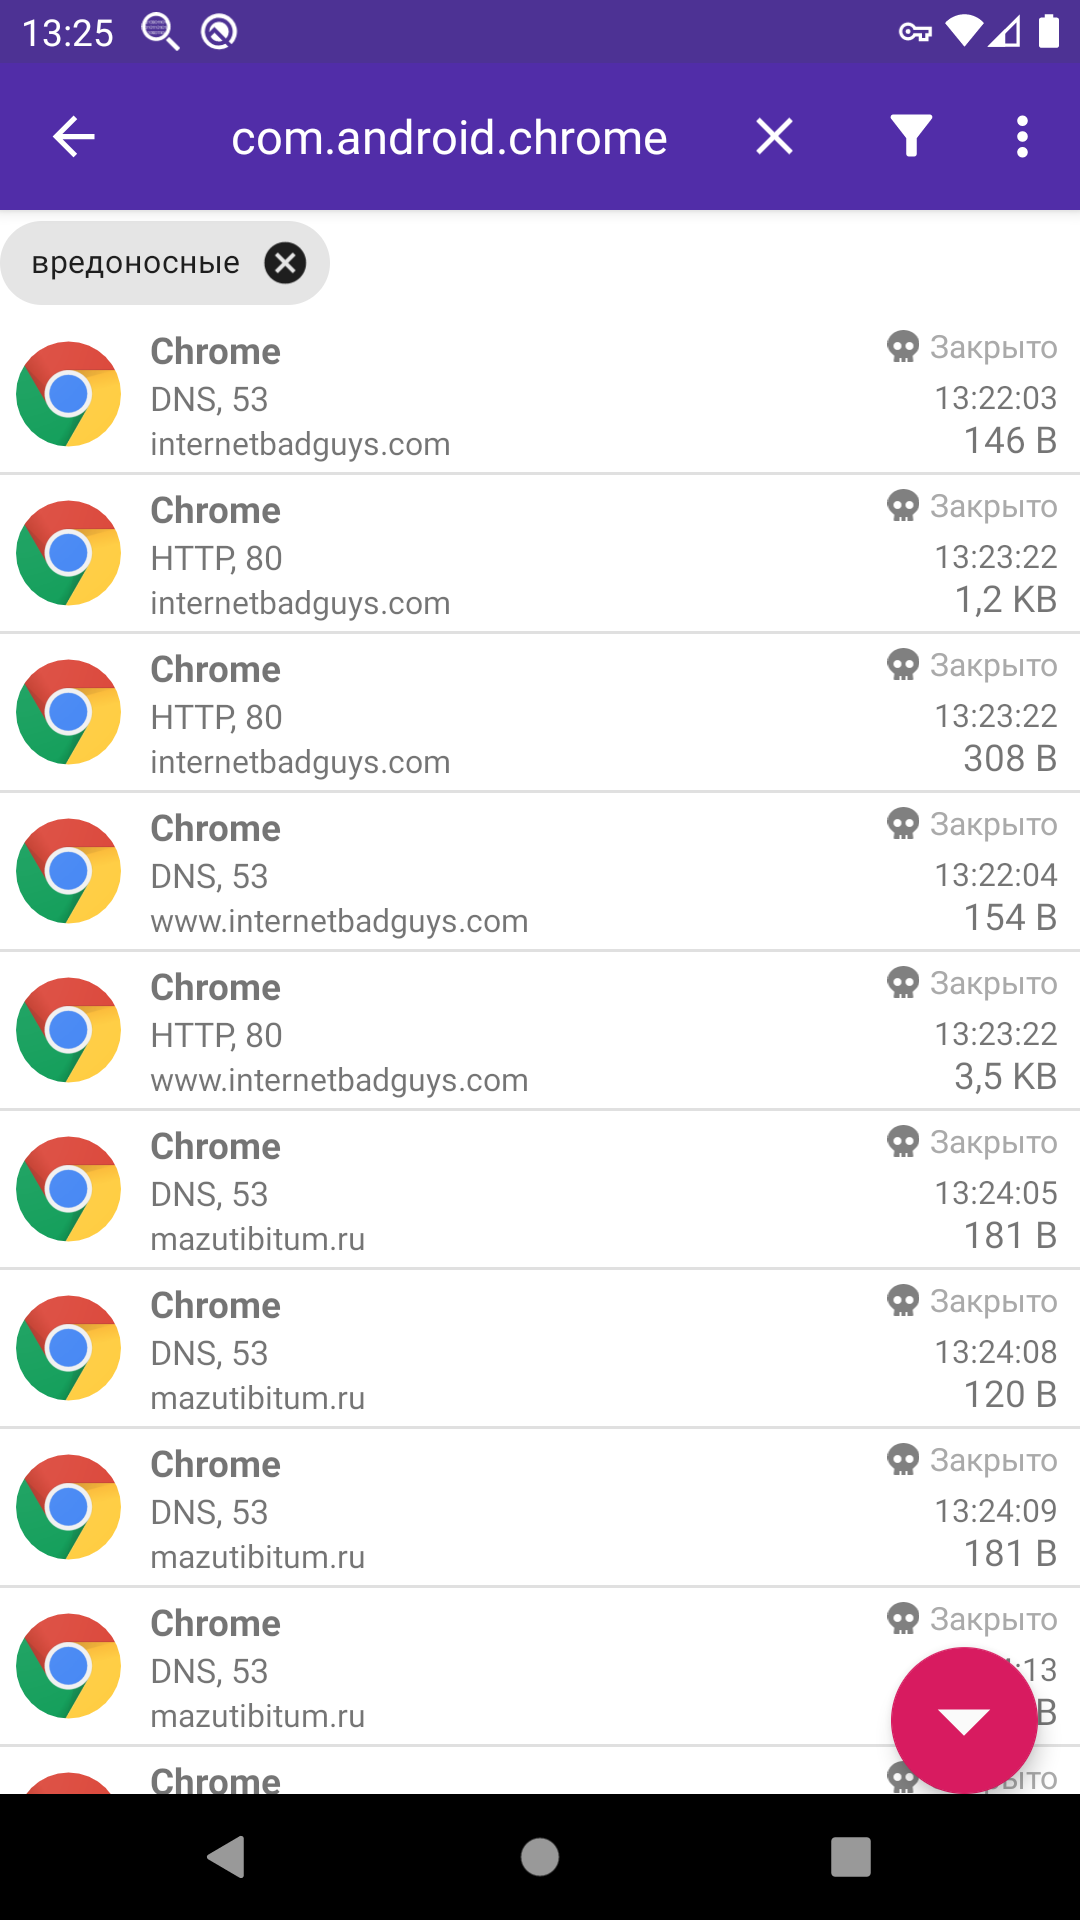 13:25
com.android.chrome
вредоносные
Chrome
Закрыто
DNS, 53
13:22:03
internetbadguys.com
146 B
Chrome
Закрыто
HTTP, 80
13:23:22
internetbadguys.com
1,2 KB
Chrome
Закрыто
HTTP, 80
13:23:22
internetbadguys.com
308 B
Chrome
Закрыто
DNS, 53
13:22:04
www.internetbadguys.com
154 B
Chrome
Закрыто
HTTP, 80
13:23:22
www.internetbadguys.com
3,5 KB
Chrome
Закрыто
DNS, 53
13:24:05
mazutibitum.ru
181 B
Chrome
Закрыто
DNS, 53
13:24:08
mazutibitum.ru
120 B
Chrome
Закрыто
DNS, 53
13:24:09
mazutibitum.ru
181 B
Chrome
Закрыто
DNS, 53
:13
mazutibitum.ru
B
Chrome